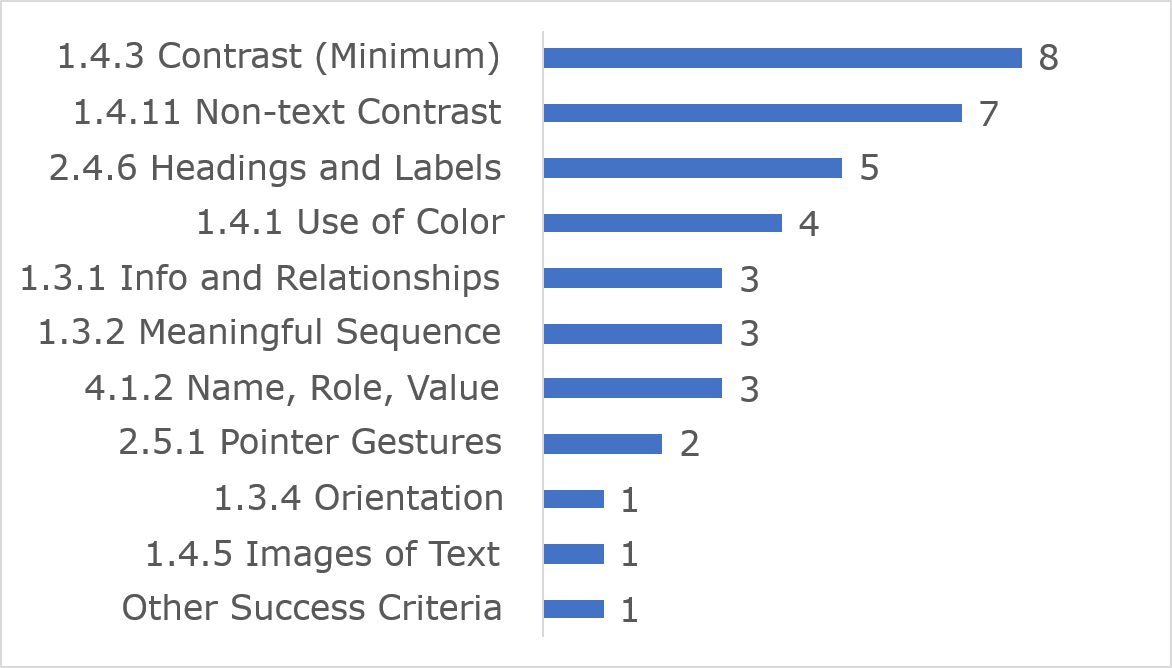 1.4.3 Contrast (Minimum) 8
1.4.11 Non-text Contrast 7
2.4.6 Headings and Labels 5
1.4.1 Use of Color 4
1.3.1 Info and Relationships 3
1.3.2 Meaningful Sequence 3
4.1.2 Name, Role, Value 3
2.5.1 Pointer Gestures 2
1.3.4 Orientation 1
1.4.5 Images of Text 1
Other Success Criteria 1